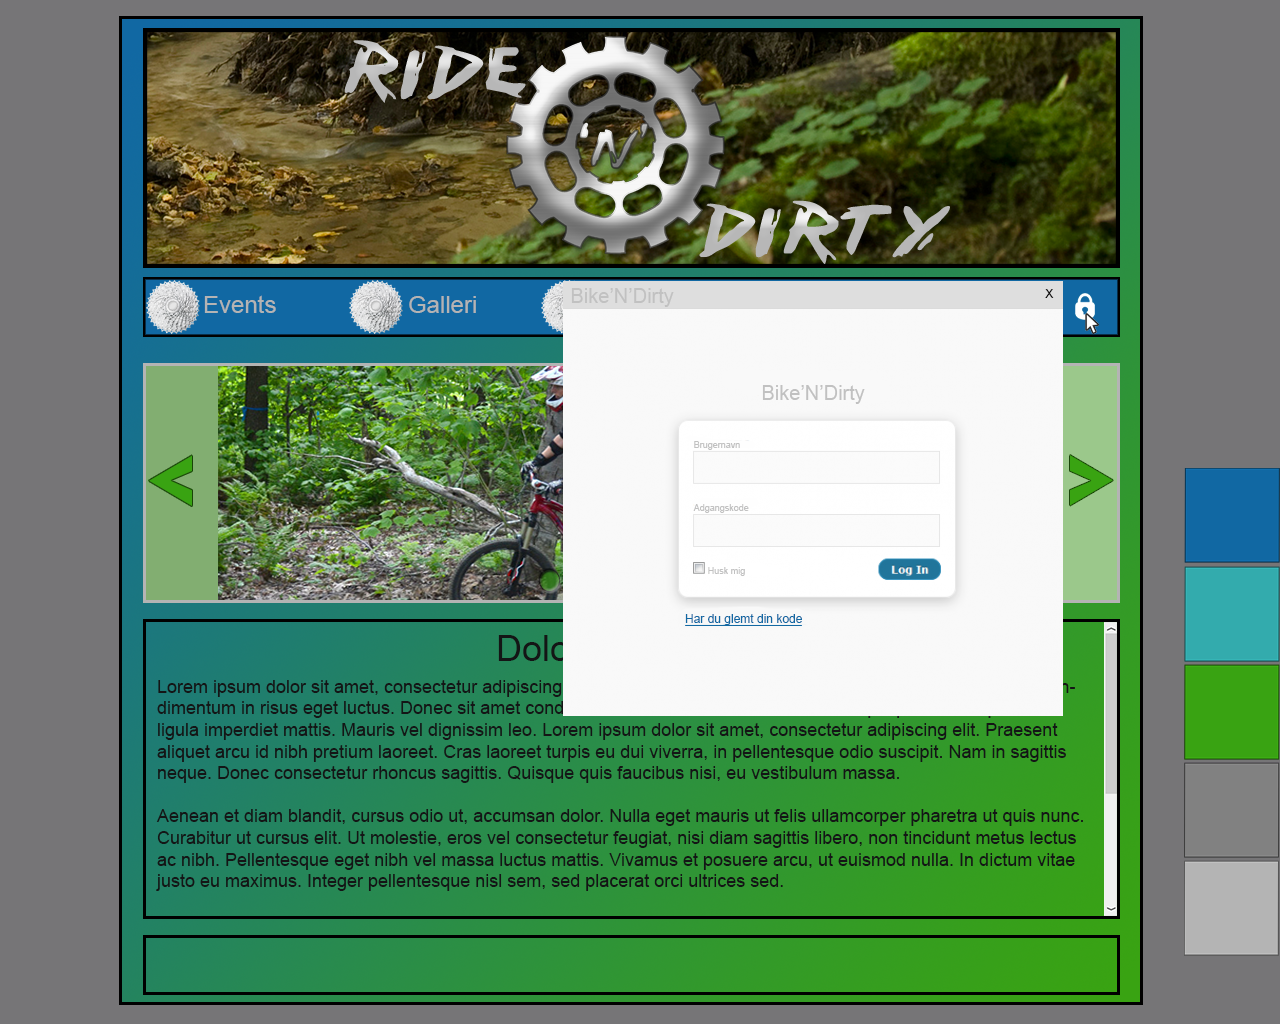 RIDE
'N'
DIRTY
Events
Galleri
Bike'N'Dirty
X
Bike'N'Dirty
Brugernavn
Adgangskode
Husk mig
Log In
Har du glemt din kode
Lorem ipsum dolor sit amet, consectetur adipiscing
dimentum in risus eget luctus. Donec sit amet
ligula imperdiet mattis. Mauris vel dignissim leo. Lorem ipsum dolor sit amet, consectetur adipiscing elit. Praesent
aliquet arcu id nibh pretium laoreet. Cras laoreet turpis eu dui viverra, in pellentesque odio suscipit. Nam in sagittis
neque. Donec consectetur rhoncus sagittis. Quisque quis faucibus nisi, eu vestibulum massa.
Aenean et diam blandit, cursus odio ut, accumsan dolor. Nulla eget mauris ut felis ullamcorper pharetra ut quis nunc.
Curabitur ut cursus elit. Ut molestie, eros vel consectetur feugiat, nisi diam sagittis libero, non tincidunt metus lectus
ac nibh. Pellentesque eget nibh vel massa luctus mattis. Vivamus et posuere arcu, ut euismod nulla. In dictum vitae
justo eu maximus. Integer pellentesque nisl sem, sed placerat orci ultrices sed.